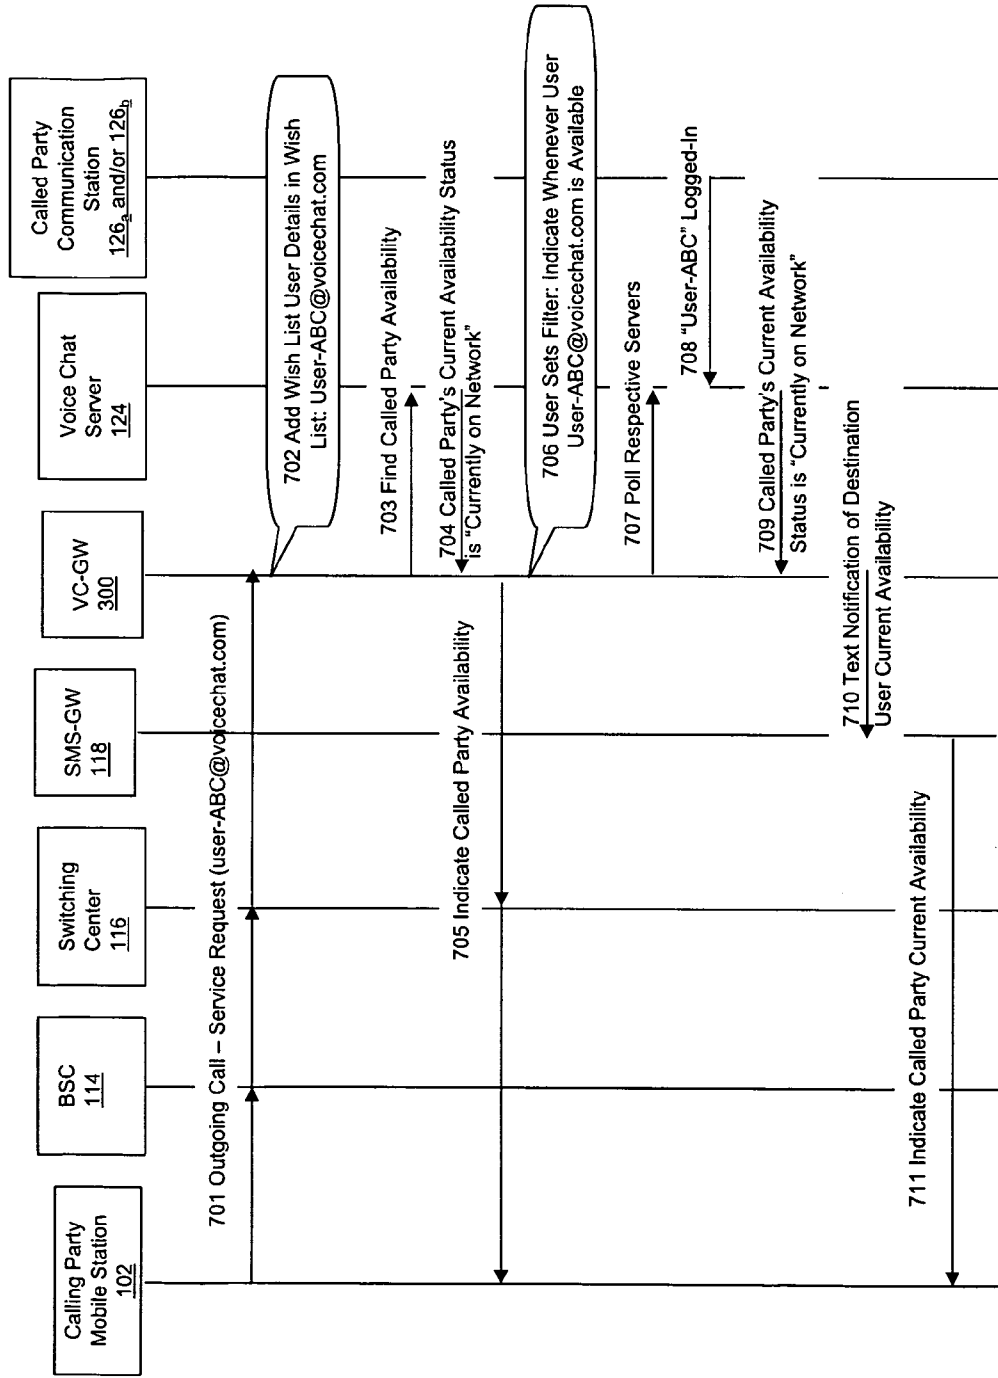 Calling Party
Mobile Station
102
BSC
114
Switching
Center
116
SMS-GW
118
VC-GW
300
Voice Chat
Server
124
Called Party
Communication
Station
126a and/or 126b
701 Outgoing Call – Service Request (user-ABC@voicechat.com)
702 Add Wish List User Details in Wish
List: User-ABC@voicechat.com
703 Find Called Party Availability
704 Called Party's Current Availability Status
is "Currently on Network"
705 Indicate Called Party Availability
706 User Sets Filter: Indicate Whenever User
User-ABC@voicechat.com is Available
707 Poll Respective Servers
708 "User-ABC" Logged-In
709 Called Party's Current Availability
Status is "Currently on Network"
710 Text Notification of Destination
User Current Availability
711 Indicate Called Party Current Availability